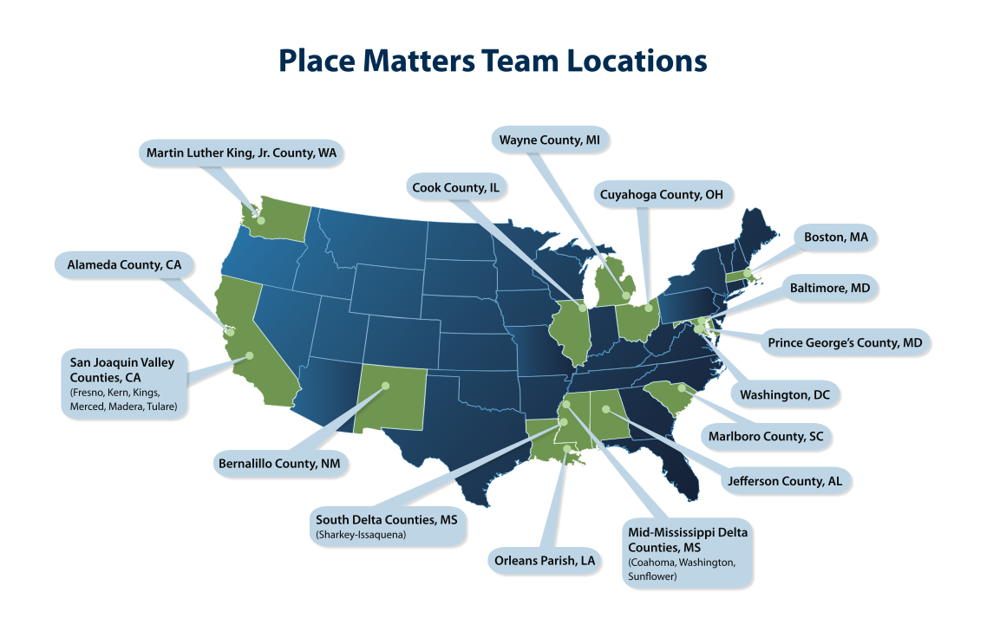 Place Matters Team Locations
Wayne County, MI
Martin Luther King, Jr. County, WA
Cook County, IL
Cuyahoga County, OH
Boston, MA
Alameda County, CA
Baltimore, MD
Prince George's County, MD
San Joaquin Valley
Counties, CA
(Fresno, Kern, Kings,
Merced, Madera, Tulare)
Washington, DC
Marlboro County, SC
Bernalillo County, NM
Jefferson County, AL
South Delta Counties, MS
(Sharkey-Issaquena)
Mid-Mississippi Delta
Counties, MS
(Coahoma, Washington,
Sunflower)
Orleans Parish, LA